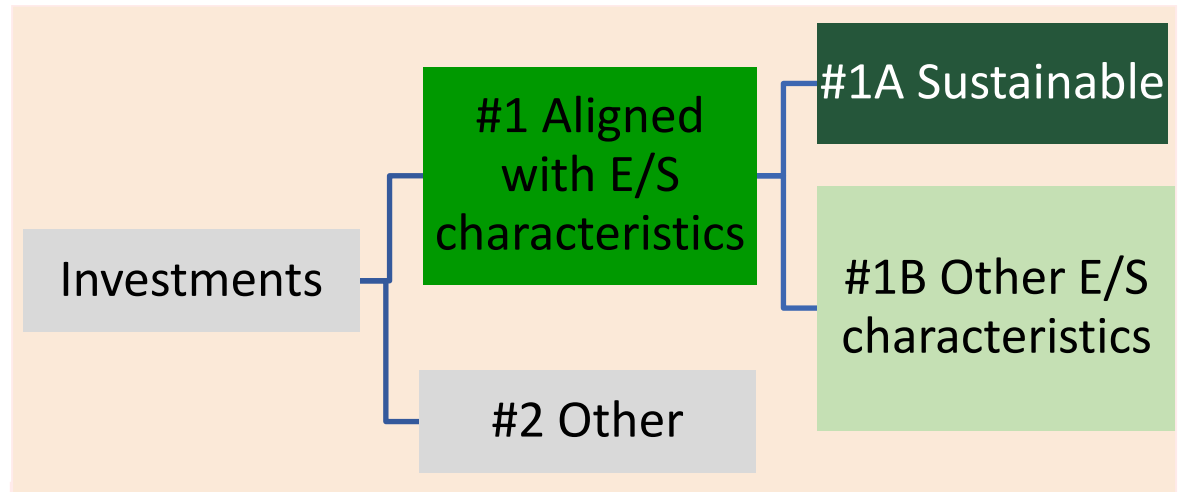 Investments
#1 Aligned
with E/S
characteristics
#2 Other
#1A Sustainable
#1B Other E/S
characteristics